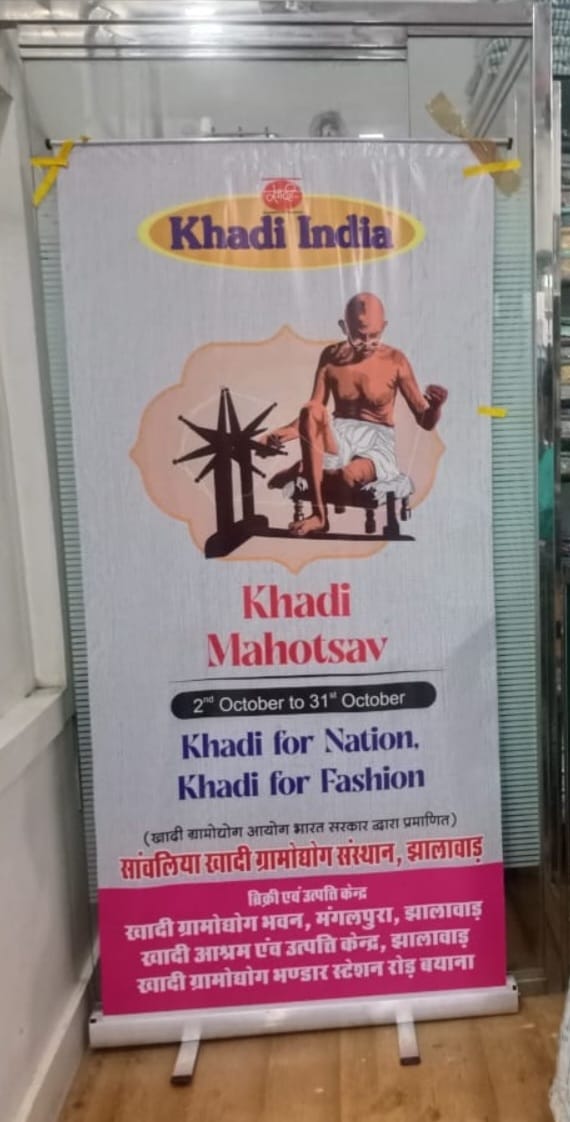 खादी
Khadi India
Khadi
Mahotsav
2nd October to 31st October
Khadi for Nation,
Khadi for Fashion
(खादी ग्रामोद्योग आयोग भारत सरकार द्वारा प्रमाणित)
सांवलिया खादी ग्रामोद्योग संस्थान, झालावाड़
बिक्री एवं उत्पति केन्द्र
खादी ग्रामोद्योग भवन, मंगलपुरा, झालावाड़
खादी आश्रम एंव उत्पति केन्द्र, झालावाड़
खादी ग्रामोद्योग भण्डार स्टेशन रोड़ बयाना